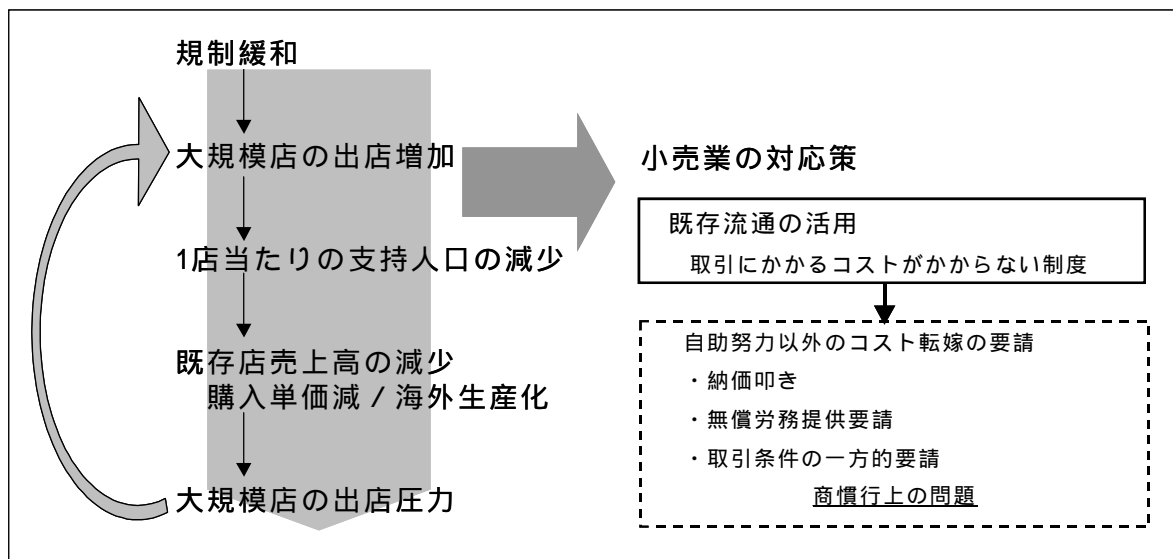 規制緩和
大規模店の出店増加
1店当たりの支持人口の減少
既存店売上高の減少
購入単価減／海外生産化
大規模店の出店圧力
小売業の対応策
既存流通の活用
取引にかかるコストがかからない制度
自助努力以外のコスト転嫁の要請
・納価叩き
・無償労務提供要請
・取引条件の一方的要請
商慣行上の問題